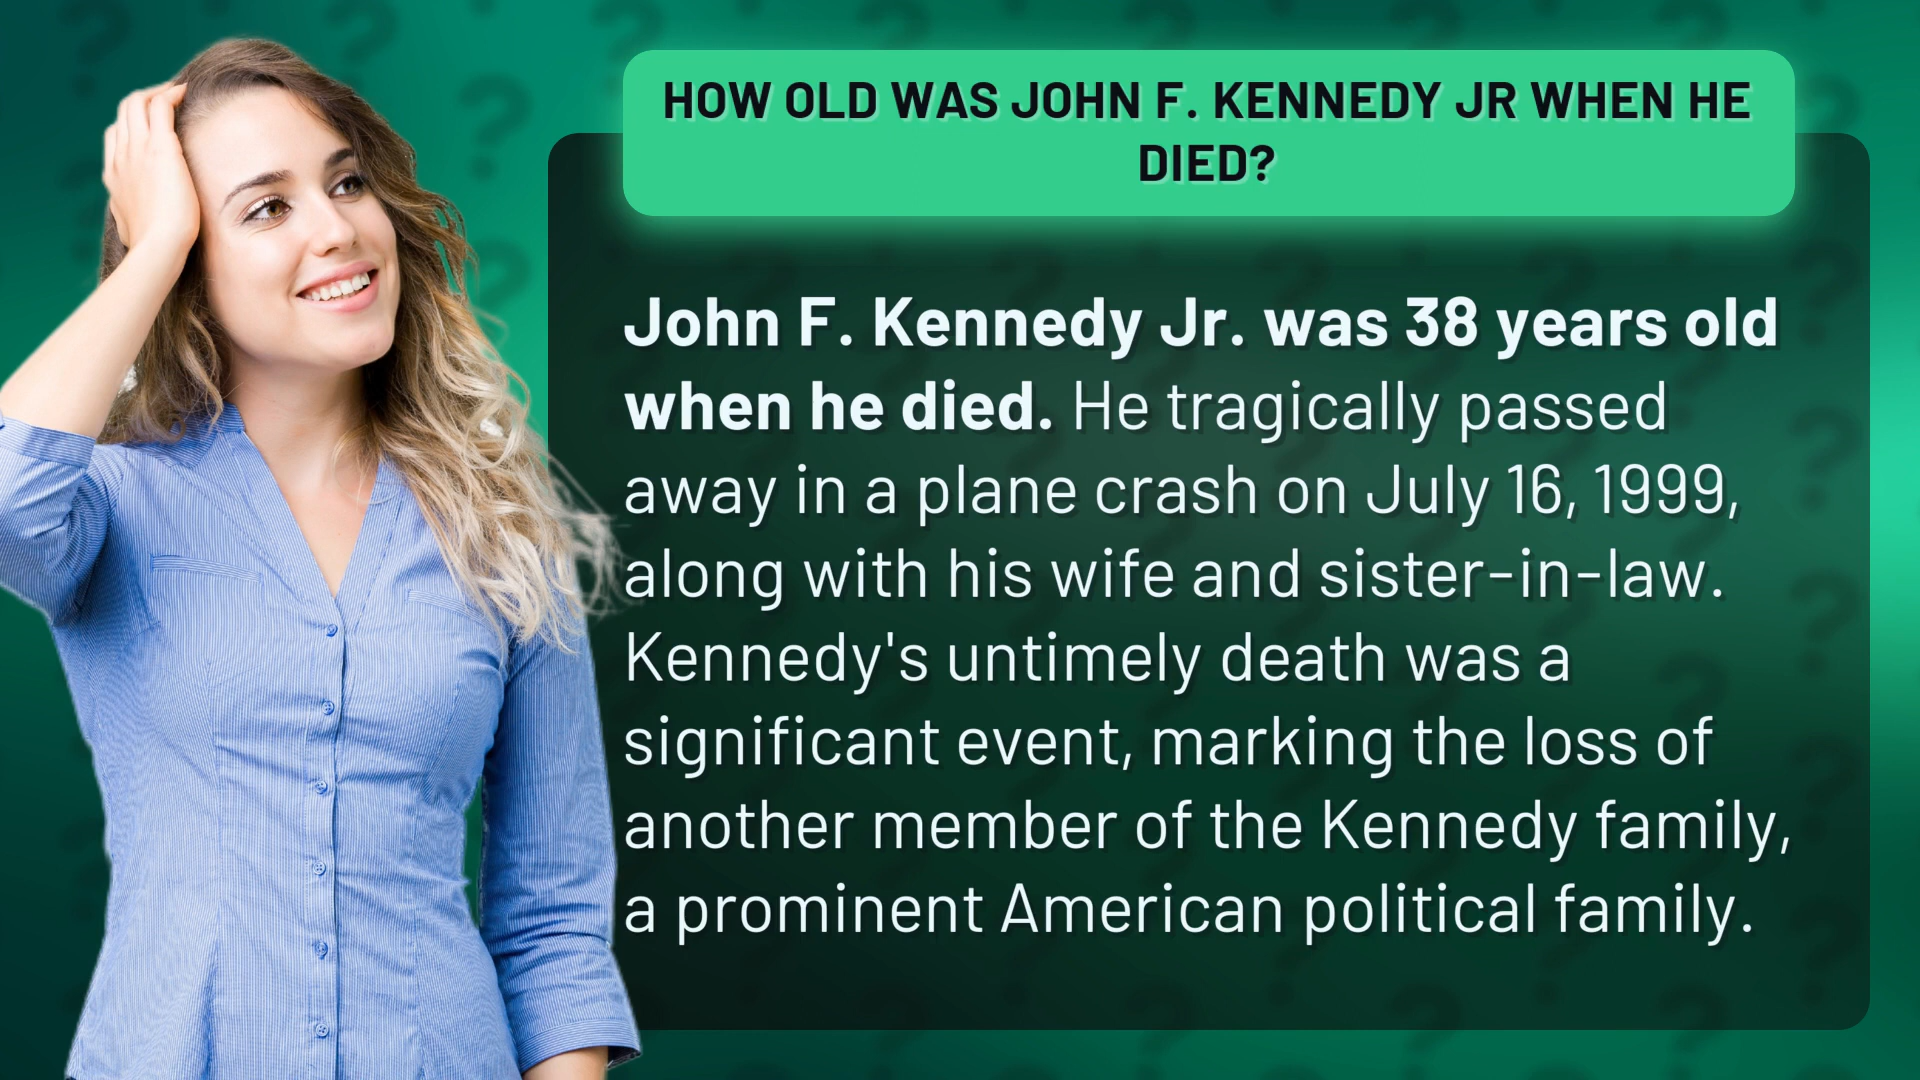 HOW OLD WAS JOHN F. KENNEDY JR WHEN HE
DIED?
John F. Kennedy Jr. was 38 years old
when he died. He tragically passed
away in a plane crash on July 16, 1999,
along with his wife and sister-in-law.
Kennedy's untimely death was a
significant event, marking the loss of
another member of the Kennedy family,
a prominent American political family.